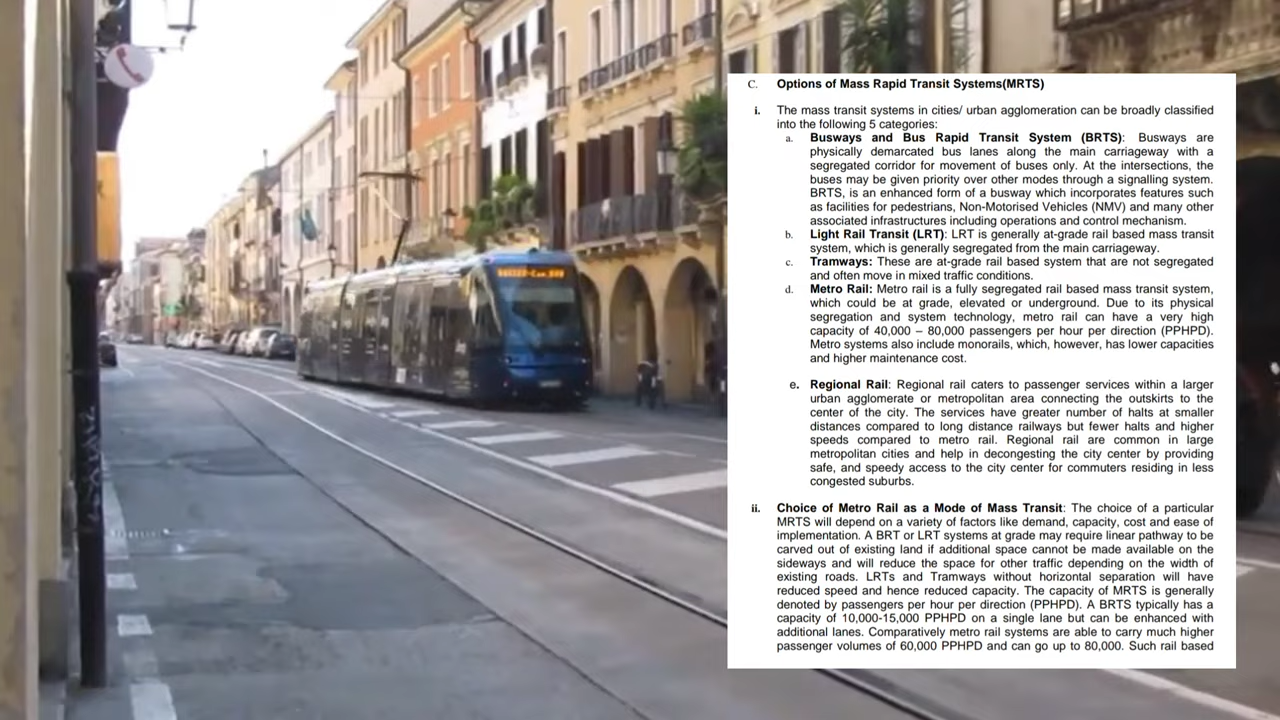 C. Options of Mass Rapid Transit Systems(MRTS)
i. The mass transit systems in cities/ urban agglomeration can be broadly classified
into the following 5 categories:
a. Busways and Bus Rapid Transit System (BRTS): Busways are
physically demarcated bus lanes along the main carriageway with a
segregated corridor for movement of buses only. At the intersections, the
buses may be given priority over other modes through a signalling system.
BRTS, is an enhanced form of a busway which incorporates features such
as facilities for pedestrians, Non-Motorised Vehicles (NMV) and many other
associated infrastructures including operations and control mechanism.
b. Light Rail Transit (LRT): LRT is generally at-grade rail based mass transit
system, which is generally segregated from the main carriageway.
c. Tramways: These are at-grade rail based system that are not segregated
and often move in mixed traffic conditions.
d. Metro Rail: Metro rail is a fully segregated rail based mass transit system,
which could be at grade, elevated or underground. Due to its physical
segregation and system technology, metro rail can have a very high
capacity of 40,000 – 80,000 passengers per hour per direction (PPHPD).
Metro systems also include monorails, which, however, has lower capacities
and higher maintenance cost.
e. Regional Rail: Regional rail caters to passenger services within a larger
urban agglomerate or metropolitan area connecting the outskirts to the
center of the city. The services have greater number of halts at smaller
distances compared to long distance railways but fewer halts and higher
speeds compared to metro rail. Regional rail are common in large
metropolitan cities and help in decongesting the city center by providing
safe, and speedy access to the city center for commuters residing in less
congested suburbs.
ii. Choice of Metro Rail as a Mode of Mass Transit: The choice of a particular
MRTS will depend on a variety of factors like demand, capacity, cost and ease of
implementation. A BRT or LRT systems at grade may require linear pathway to be
carved out of existing land if additional space cannot be made available on the
sideways and will reduce the space for other traffic depending on the width of
existing roads. LRTs and Tramways without horizontal separation will have
reduced speed and hence reduced capacity. The capacity of MRTS is generally
denoted by passengers per hour per direction (PPHPD). A BRTS typically has a
capacity of 10,000-15,000 PPHPD on a single lane but can be enhanced with
additional lanes. Comparatively metro rail systems are able to carry much higher
passenger volumes of 60,000 PPHPD and can go up to 80,000. Such rail based